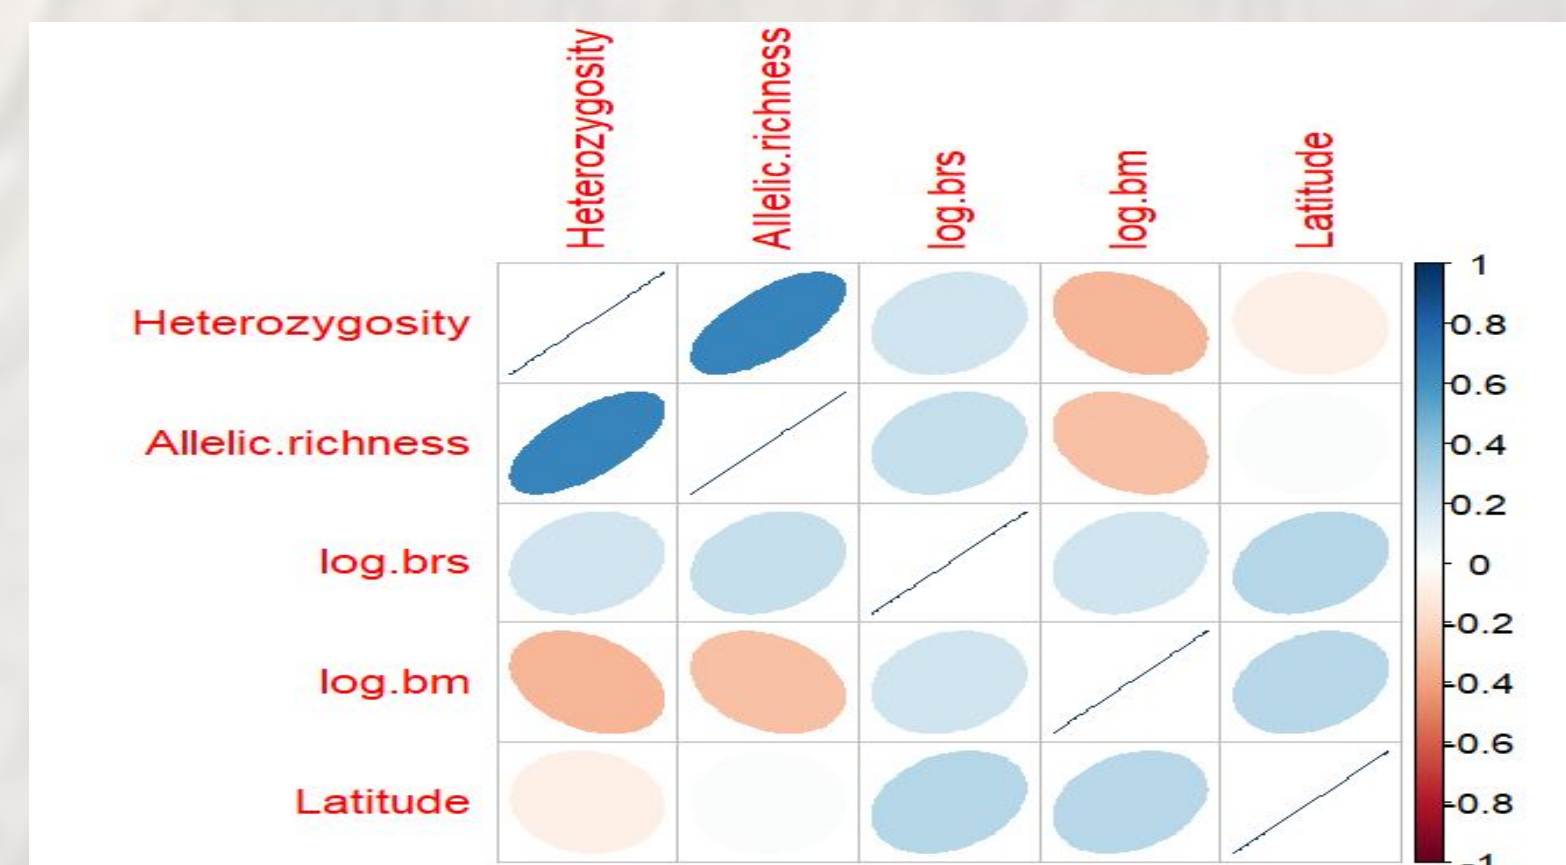 Heterozygosity
Allelic.richness
log.brs
log.bm
Latitude
Heterozygosity
Allelic.richness
log.brs
log.bm
Latitude
1
0.8
0.6
0.4
0.2
0
-0.2
-0.4
-0.6
-0.8
-1